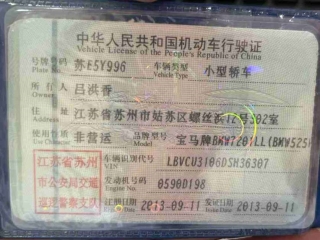 中华人民共和国机动车行驶证
Vehicle License of the People's Republic of China
号牌号码 苏E5Y996 车辆类型 小型轿车
Plate No. Vehicle Type
所有人 吕洪香
住址 江苏省苏州市姑苏区螺丝浜12号302室
使用性质 非营运 品牌型号 宝马牌BMW7201LL(BMW525
江苏省苏州 车辆识别代号 LBVCU3106DSH36307
VIN
市公安局交通 发动机号码 0590D198
Engine No.
巡逻警察支队 注册日期 2013-09-11 发证日期 2013-09-11